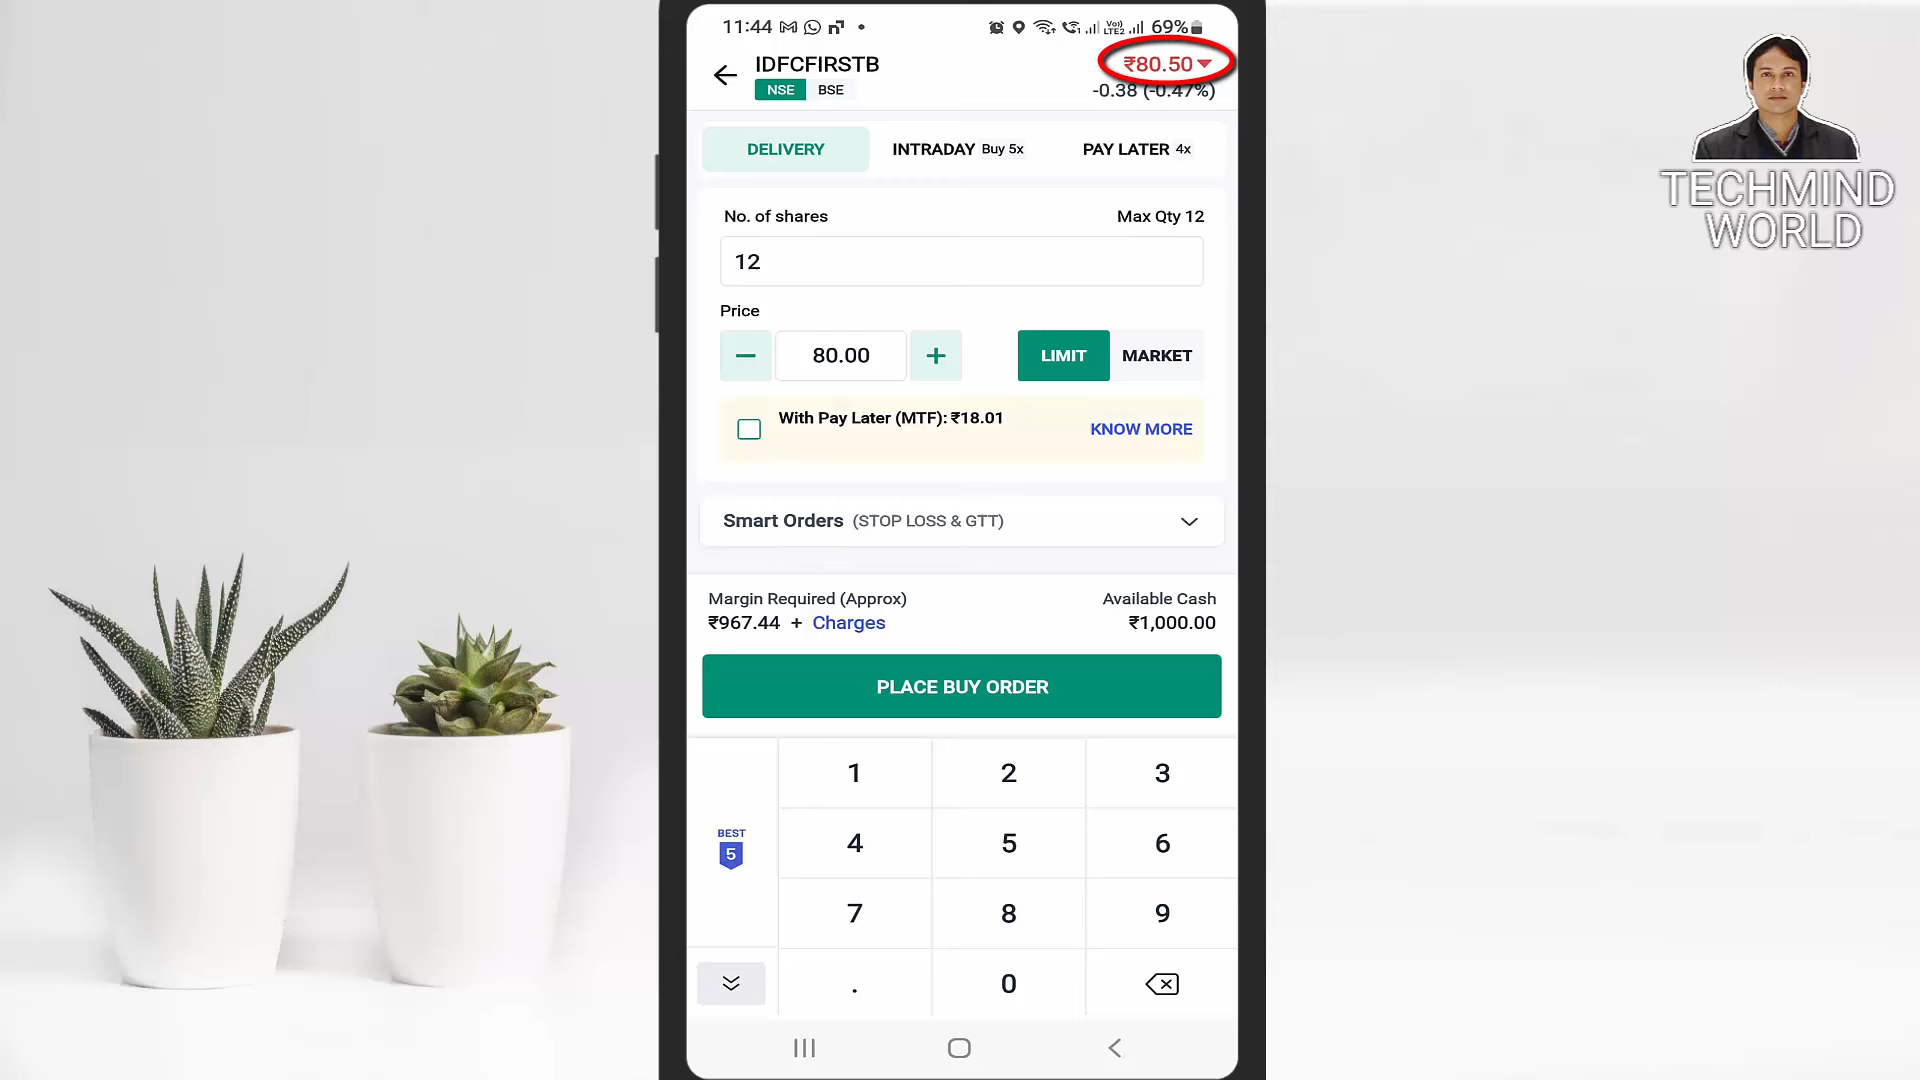 11:44 69%
Vo)) LTE2
IDFCFIRSTB ₹80.50
NSE BSE -0.38 (-0.47%)
DELIVERY INTRADAY Buy 5x PAY LATER 4x
No. of shares Max Qty 12
12
Price
80.00 LIMIT MARKET
With Pay Later (MTF): ₹18.01
KNOW MORE
Smart Orders (STOP LOSS & GTT)
Margin Required (Approx) Available Cash
₹967.44 + Charges ₹1,000.00
PLACE BUY ORDER
1 2 3
BEST
5
4 5 6
7 8 9
. 0
TECHMIND
WORLD